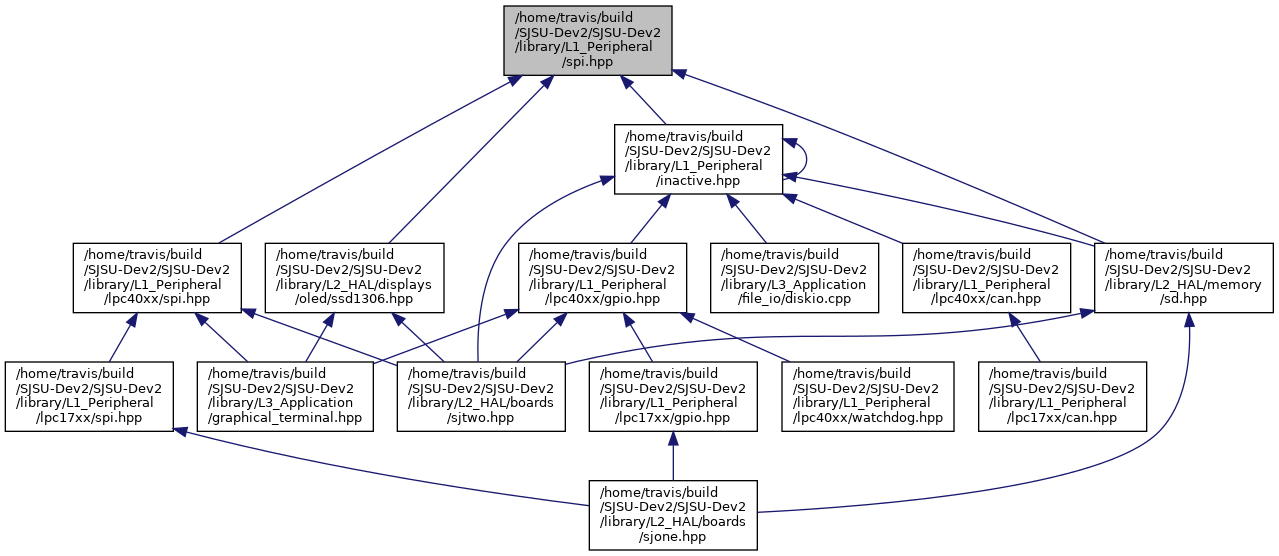 /home/travis/build
/SJSU-Dev2/SJSU-Dev2
/library/L1_Peripheral
/spi.hpp
/home/travis/build
/SJSU-Dev2/SJSU-Dev2
/library/L1_Peripheral
/inactive.hpp
/home/travis/build
/SJSU-Dev2/SJSU-Dev2
/library/L1_Peripheral
/lpc40xx/spi.hpp
/home/travis/build
/SJSU-Dev2/SJSU-Dev2
/library/L2_HAL/displays
/oled/ssd1306.hpp
/home/travis/build
/SJSU-Dev2/SJSU-Dev2
/library/L1_Peripheral
/lpc40xx/gpio.hpp
/home/travis/build
/SJSU-Dev2/SJSU-Dev2
/library/L3_Application
/file_io/diskio.cpp
/home/travis/build
/SJSU-Dev2/SJSU-Dev2
/library/L1_Peripheral
/lpc40xx/can.hpp
/home/travis/build
/SJSU-Dev2/SJSU-Dev2
/library/L2_HAL/memory
/sd.hpp
/home/travis/build
/SJSU-Dev2/SJSU-Dev2
/library/L1_Peripheral
/lpc17xx/spi.hpp
/home/travis/build
/SJSU-Dev2/SJSU-Dev2
/library/L3_Application
/graphical_terminal.hpp
/home/travis/build
/SJSU-Dev2/SJSU-Dev2
/library/L2_HAL/boards
/sjtwo.hpp
/home/travis/build
/SJSU-Dev2/SJSU-Dev2
/library/L1_Peripheral
/lpc17xx/gpio.hpp
/home/travis/build
/SJSU-Dev2/SJSU-Dev2
/library/L1_Peripheral
/lpc40xx/watchdog.hpp
/home/travis/build
/SJSU-Dev2/SJSU-Dev2
/library/L1_Peripheral
/lpc17xx/can.hpp
/home/travis/build
/SJSU-Dev2/SJSU-Dev2
/library/L2_HAL/boards
/sjone.hpp